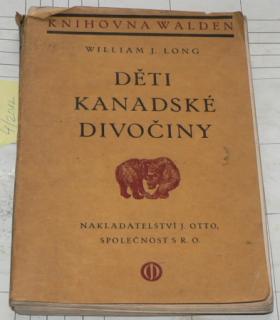 KNIHOVNA WALDEN
WILLIAM J. LONG
DĚTI
KANADSKÉ
DIVOČINY
NAKLADATELSTVÍ J. OTTO,
SPOLEČNOST S R. O.